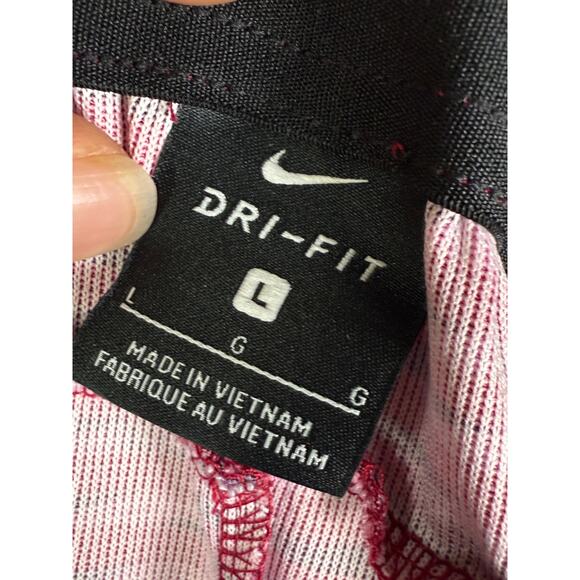 DRI-FIT
L
L G G
MADE IN VIETNAM
FABRIQUE AU VIETNAM